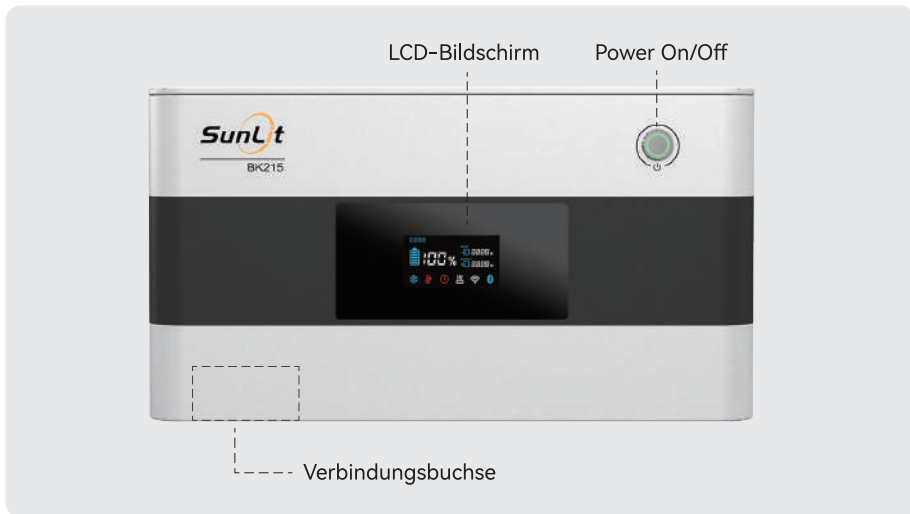 LCD-Bildschirm
Power On/Off
SunLit
BK215
100%
Verbindungsbuchse